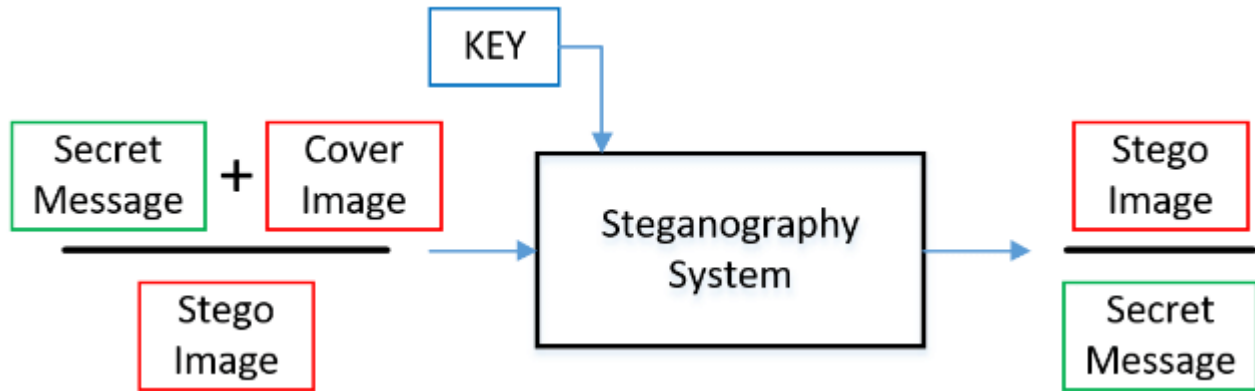 KEY
Secret
Message
+
Cover
Image
Stego
Image
Steganography
System
Stego
Image
Secret
Message